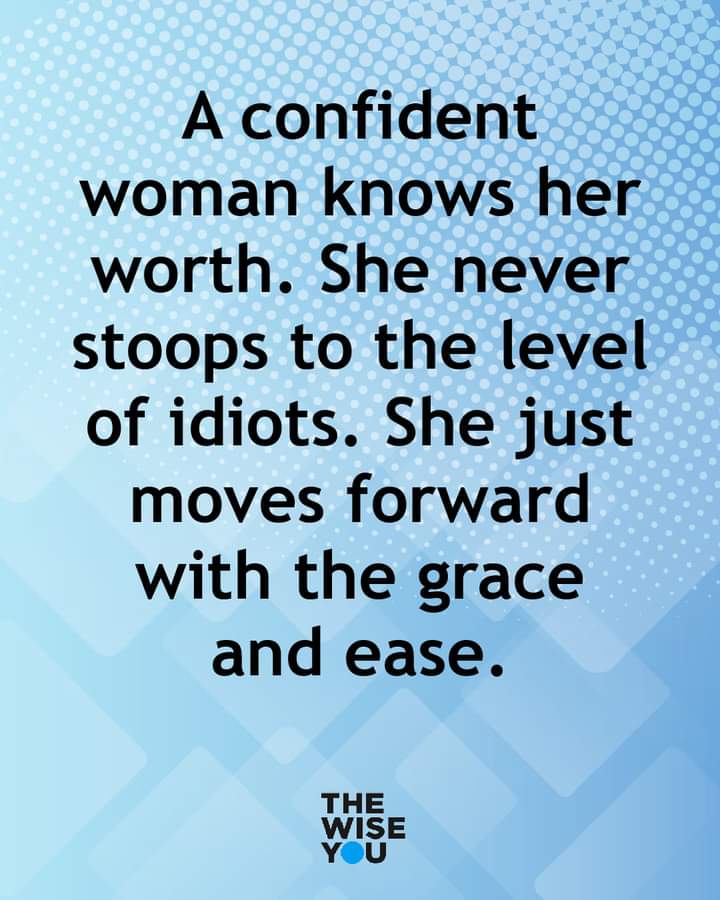 A confident
woman knows her
worth. She never
stoops to the level
of idiots. She just
moves forward
with the grace
and ease.
THE
WISE
YOU